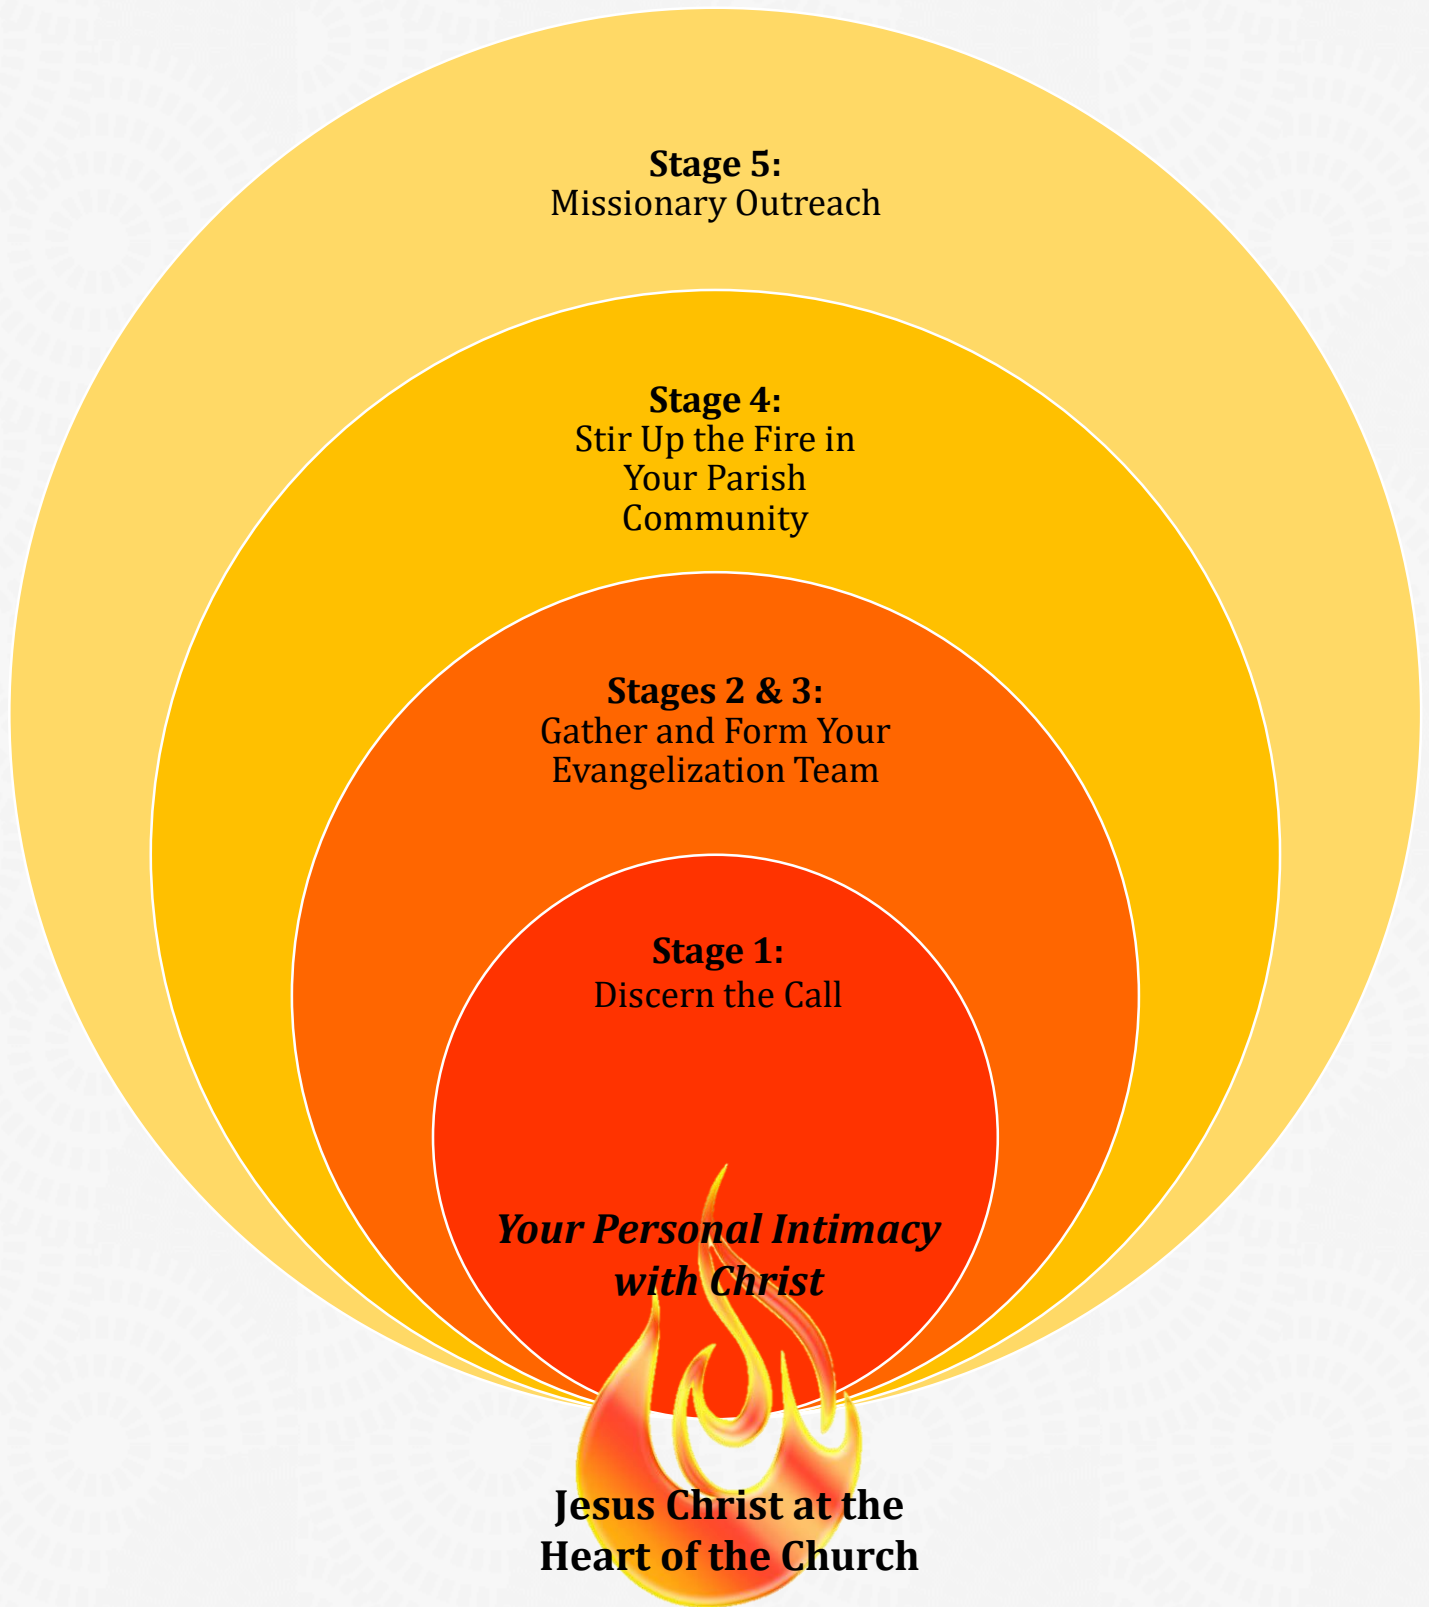 Stage 5:
Missionary Outreach
Stage 4:
Stir Up the Fire in
Your Parish
Community
Stages 2 & 3:
Gather and Form Your
Evangelization Team
Stage 1:
Discern the Call
Your Personal Intimacy
with Christ
Jesus Christ at the
Heart of the Church